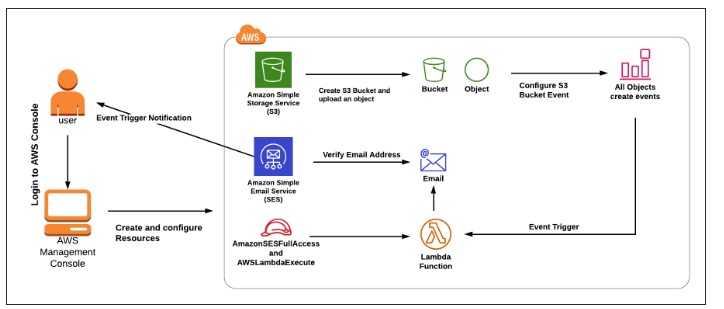 AWS
Amazon Simple
Storage Service
(S3)
Create S3 Bucket and
upload an object
Bucket
Object
Configure S3
Bucket Event
All Objects
create events
user
Event Trigger Notification
Login to AWS Console
Amazon Simple
Email Service
(SES)
Verify Email Address
@
Email
AWS
Management
Console
Create and configure
Resources
AmazonSESFullAccess
and
AWSLambdaExecute
Lambda
Function
Event Trigger